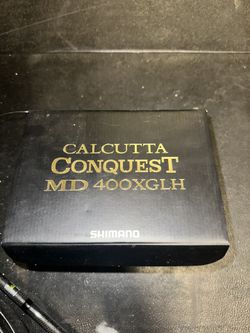 CALCUTTA
CONQUEST
MD 400XGLH
SHIMANO